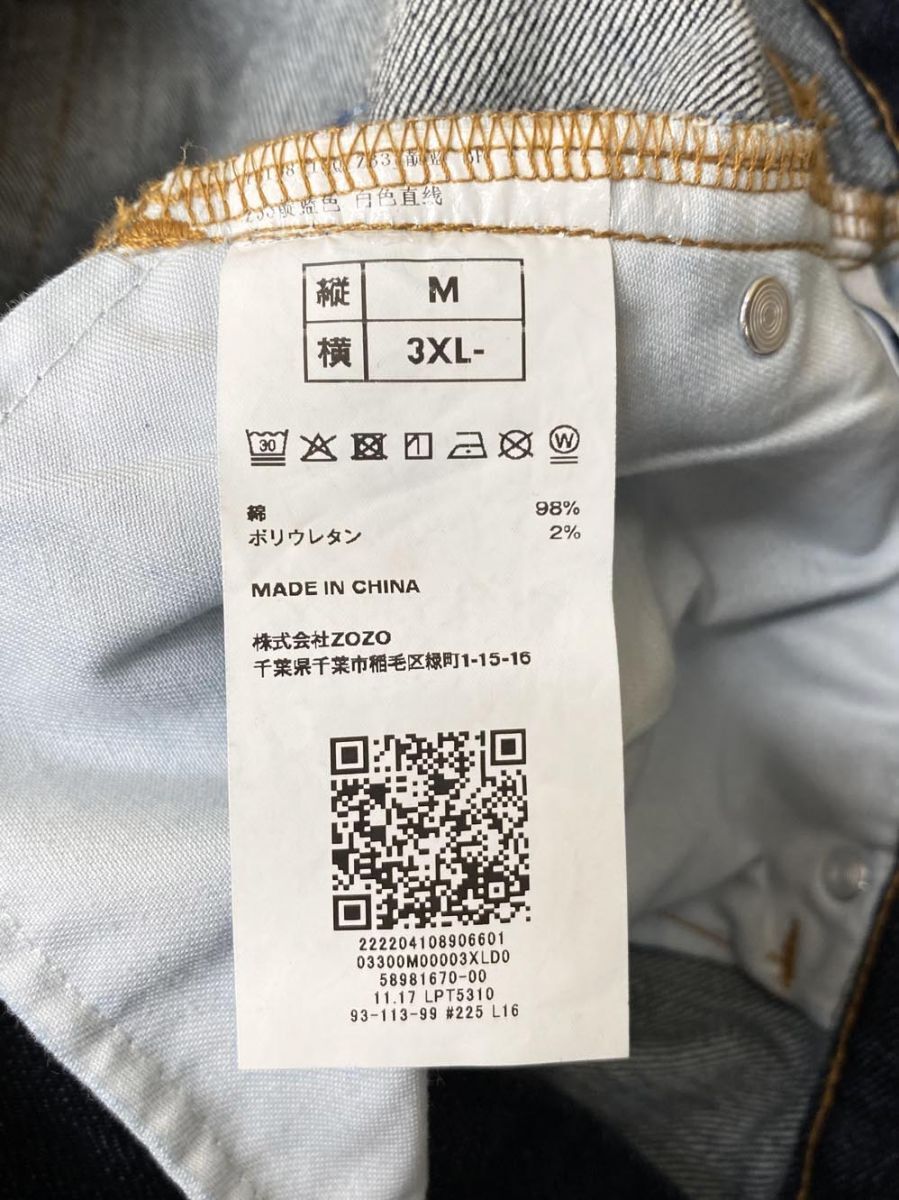 縦 M
横 3XL-
30 W
綿 98%
ポリウレタン 2%
MADE IN CHINA
株式会社ZOZO
千葉県千葉市稲毛区緑町1-15-16
222204108906601
03300M00003XLD0
58981670-00
11.17 LPT5310
93-113-99 #225 L16